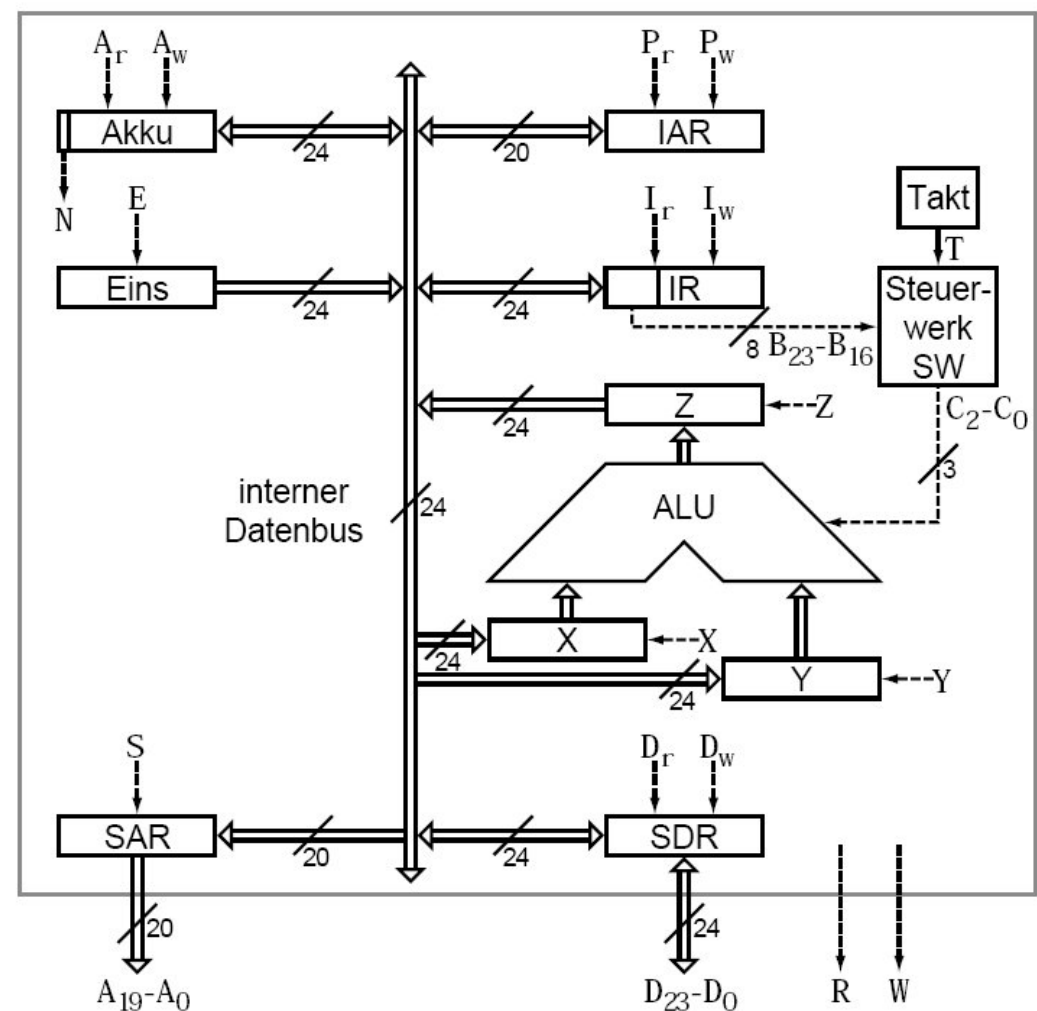 Ar Aw Pr Pw
Akku IAR
24 20
N E Ir Iw Takt
T
Eins IR Steuer-
werk
SW
24 24
8 B23-B16
Z Z C2-C0
24
3
interner
Datenbus
24
ALU
X X
24
Y Y
24
S Dr Dw
SAR SDR
20 24
20 24
A19-A0 D23-D0 R W